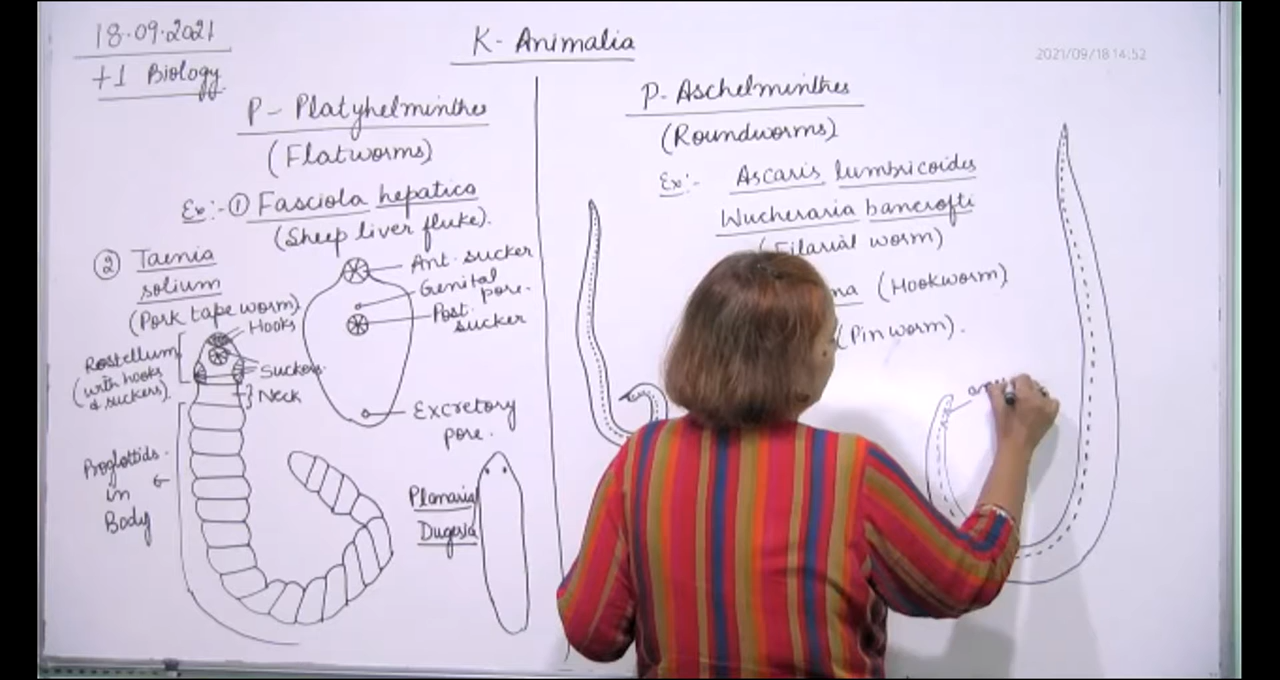 18.09.2021
+1 Biology
K- Animalia
2021/09/18 14:52
P- Platyhelminthes
(Flatworms)
Ex:- ① Fasciola hepatica
(Sheep liver fluke).
② Taenia
solium
(Pork tape worm)
Hooks
Rostellum
(with hooks
& suckers).
Suckers
Neck
Proglottids
in
Body
Ant. sucker
Genital
pore.
Post.
sucker
Excretory
pore.
Planaria
Dugesia
P- Aschelminthes
(Roundworms)
Ex:- Ascaris lumbricoides
Wucheraria bancrofti
(Filarial worm)
(Hookworm)
(Pinworm).